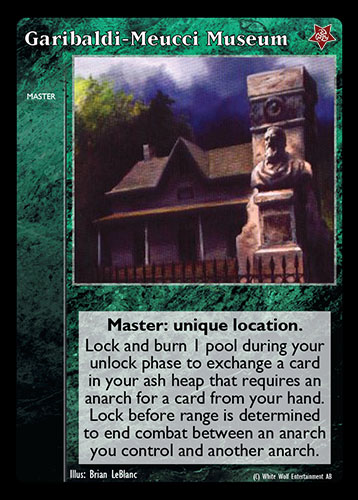 Garibaldi-Meucci Museum
MASTER
Master: unique location.
Lock and burn 1 pool during your
unlock phase to exchange a card
in your ash heap that requires an
anarch for a card from your hand.
Lock before range is determined
to end combat between an anarch
you control and another anarch.
Illus: Brian LeBlanc
(C) White Wolf Entertainment AB